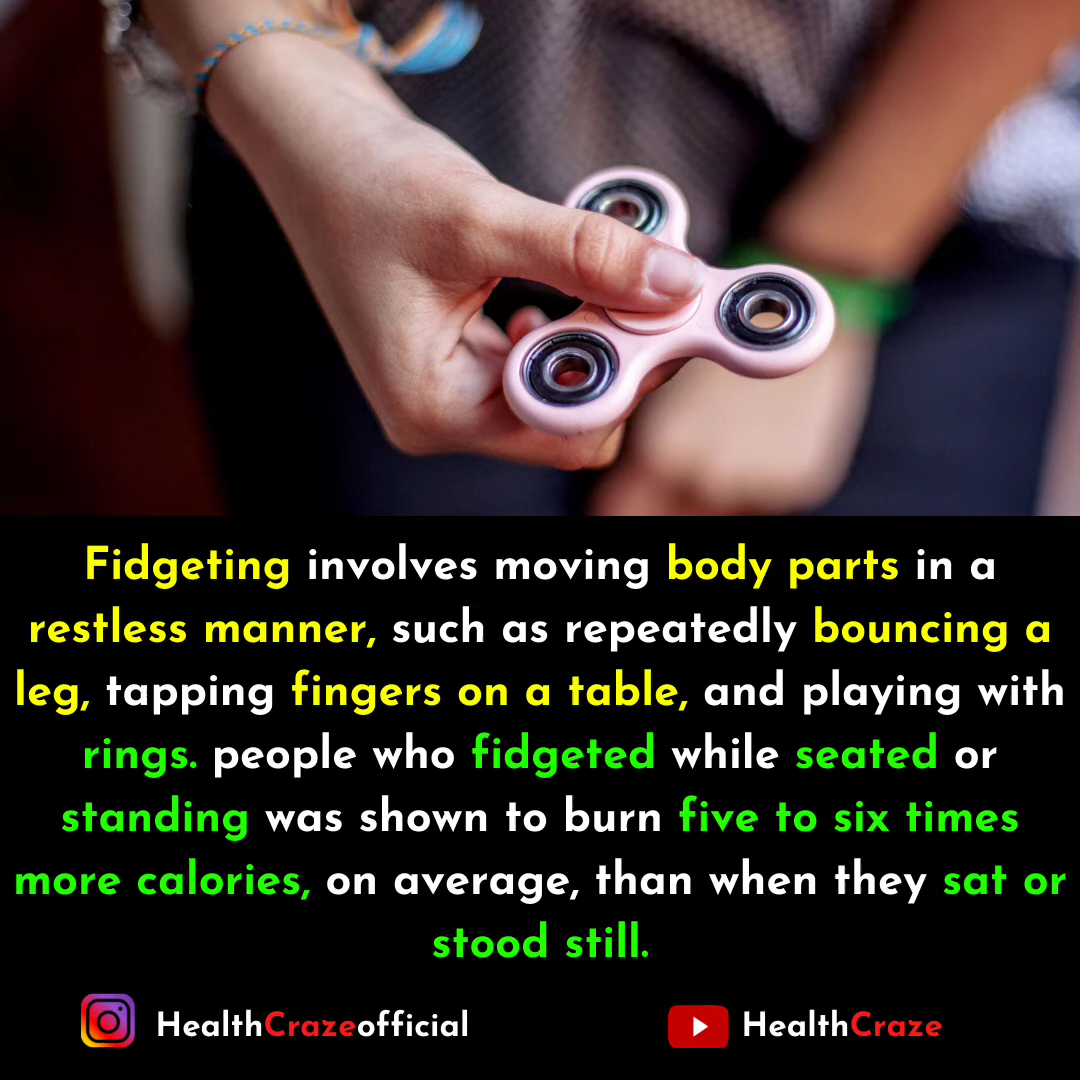 Fidgeting involves moving body parts in a
restless manner, such as repeatedly bouncing a
leg, tapping fingers on a table, and playing with
rings. people who fidgeted while seated or
standing was shown to burn five to six times
more calories, on average, than when they sat or
stood still.
HealthCrazeofficial
HealthCraze